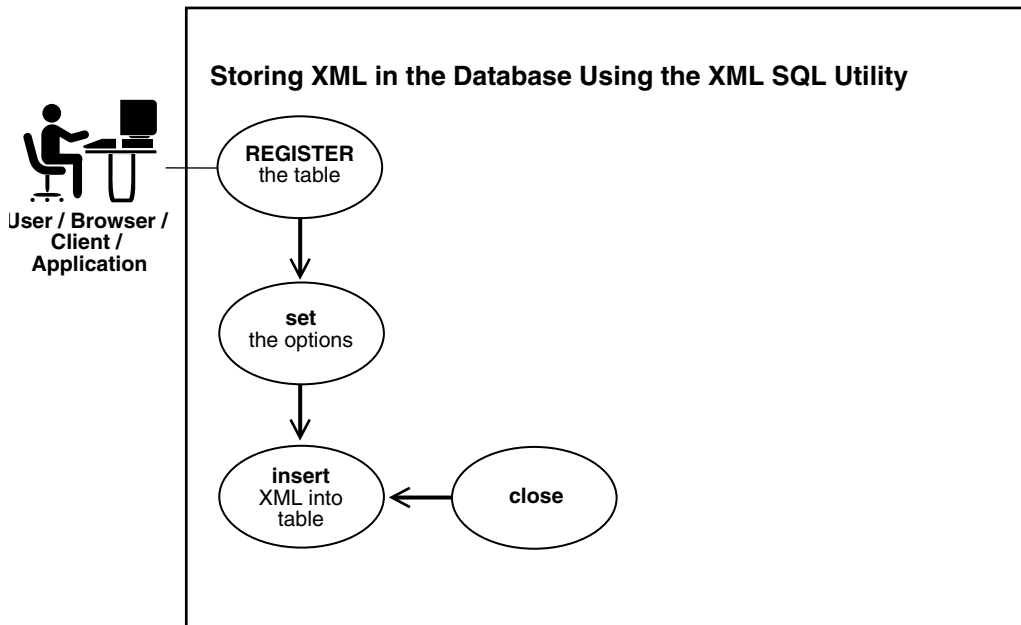 Storing XML in the Database Using the XML SQL Utility
User / Browser /
Client /
Application
REGISTER
the table
set
the options
insert
XML into
table
close